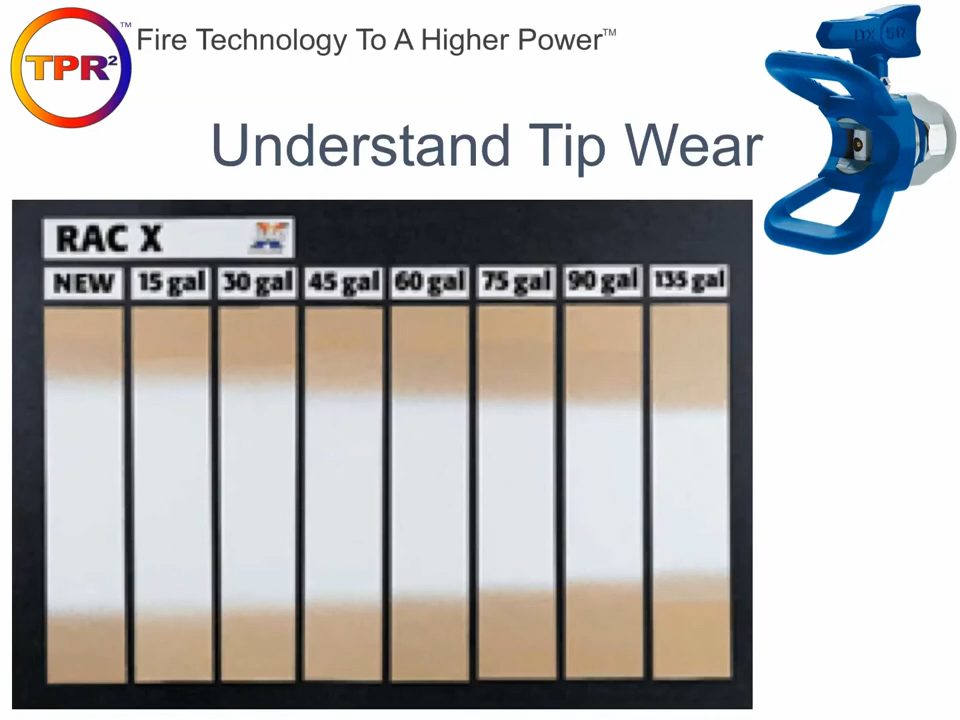 TPR²™
Fire Technology To A Higher Power™
Understand Tip Wear
RAC X
NEW 15 gal 30 gal 45 gal 60 gal 75 gal 90 gal 135 gal